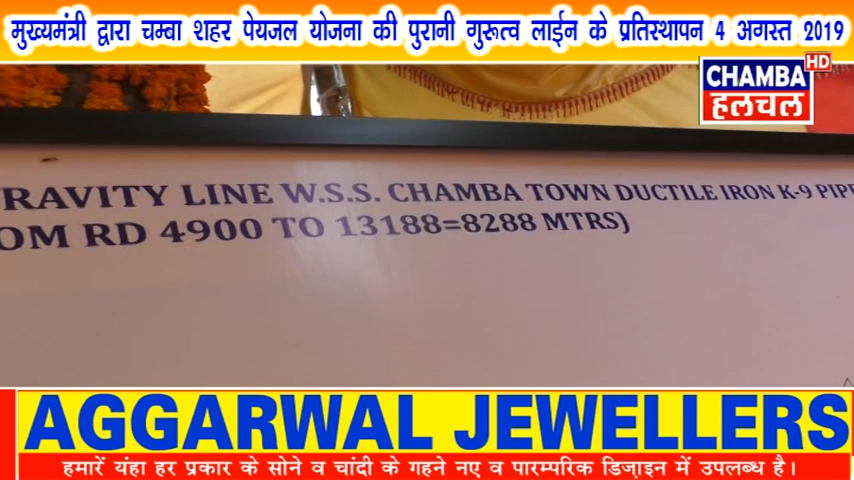 मुख्यमंत्री द्वारा चम्बा शहर पेयजल योजना की पुरानी गुरूत्व लाईन के प्रतिस्थापन 4 अगस्त 2019
CHAMBA HD
हलचल
RAVITY LINE W.S.S. CHAMBA TOWN DUCTILE IRON K-9 PIPE
OM RD 4900 TO 13188=8288 MTRS)
AGGARWAL JEWELLERS
हमारें यंहा हर प्रकार के सोने व चांदी के गहने नए व पारम्परिक डिज़ाइन में उपलब्ध है।